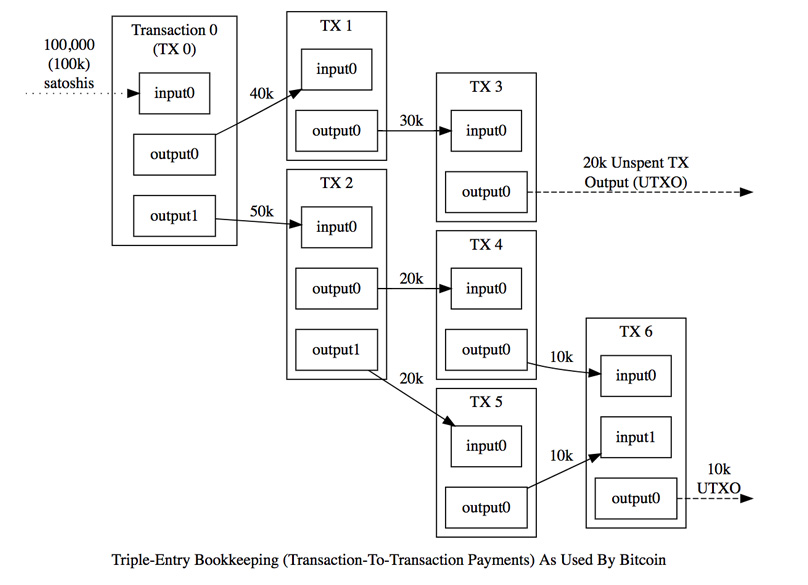 100,000
(100k)
satoshis
Transaction 0
(TX 0)
input0
output0
output1
40k
50k
TX 1
input0
output0
30k
TX 2
input0
output0
output1
20k
20k
TX 3
input0
output0
20k Unspent TX
Output (UTXO)
TX 4
input0
output0
10k
TX 5
input0
output0
10k
TX 6
input0
input1
output0
10k
UTXO
Triple-Entry Bookkeeping (Transaction-To-Transaction Payments) As Used By Bitcoin